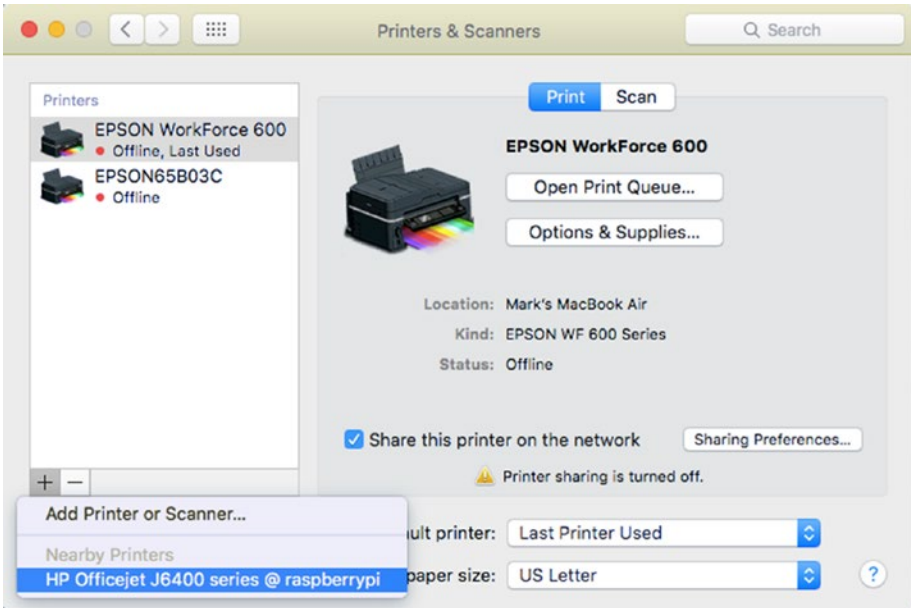 Printers & Scanners
Search
Printers
EPSON WorkForce 600
Offline, Last Used
EPSON65B03C
Offline
Print Scan
EPSON WorkForce 600
Open Print Queue...
Options & Supplies...
Location: Mark's MacBook Air
Kind: EPSON WF 600 Series
Status: Offline
Share this printer on the network Sharing Preferences...
Printer sharing is turned off.
+ −
Add Printer or Scanner...
Nearby Printers
HP Officejet J6400 series @ raspberrypi
ult printer: Last Printer Used
paper size: US Letter
?